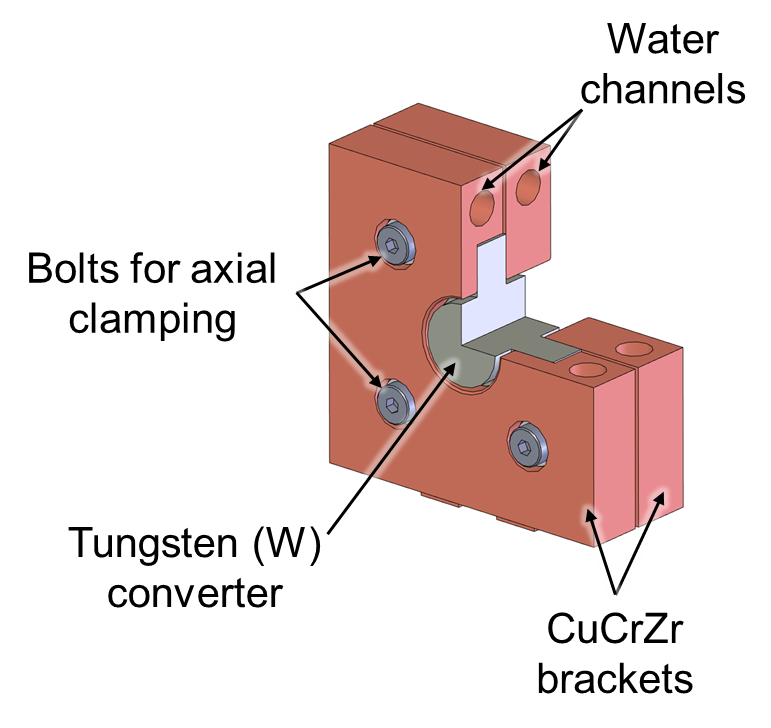 Water
channels
Bolts for axial
clamping
Tungsten (W)
converter
CuCrZr
brackets